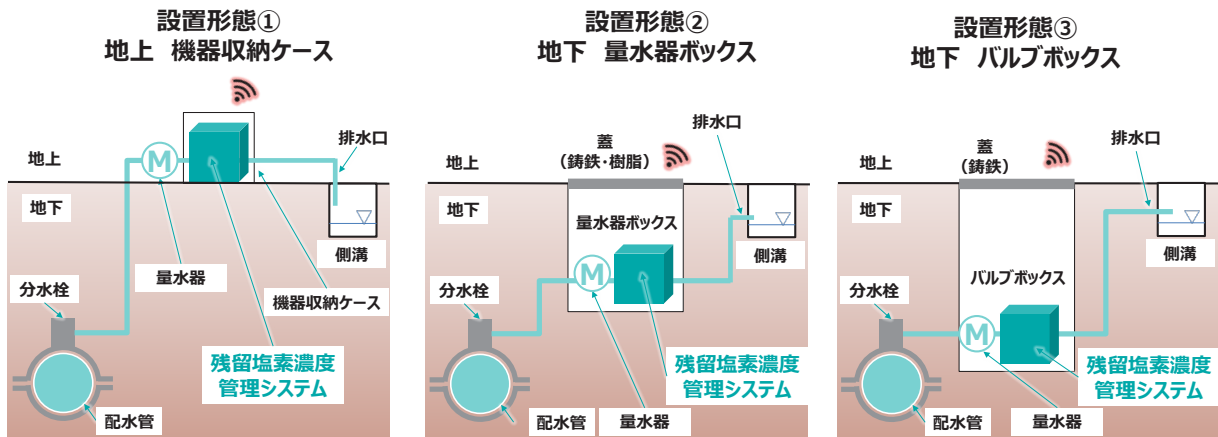 設置形態①
地上 機器収納ケース
地上
地下
M
排水口
側溝
量水器
分水栓
機器収納ケース
残留塩素濃度
管理システム
配水管
設置形態②
地下 量水器ボックス
地上
地下
蓋
(鋳鉄・樹脂)
排水口
量水器ボックス
側溝
M
分水栓
残留塩素濃度
管理システム
配水管
量水器
設置形態③
地下 バルブボックス
地上
地下
蓋
(鋳鉄)
排水口
側溝
バルブボックス
分水栓
M
残留塩素濃度
管理システム
配水管
量水器